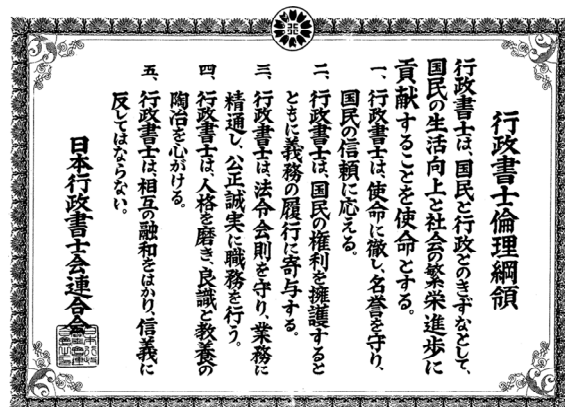 行政書士倫理綱領
行政書士は、国民と行政とのきずなとして、
国民の生活向上と社会の繁栄進歩に
貢献することを使命とする。
一、行政書士は、使命に徹し、名誉を守り、
国民の信頼に応える。
二、行政書士は、国民の権利を擁護すると
ともに義務の履行に寄与する。
三、行政書士は、法令会則を守り、業務に
精通し、公正誠実に職務を行う。
四、行政書士は、人格を磨き、良識と教養の
陶冶を心がける。
五、行政書士は、相互の融和をはかり、信義に
反してはならない。
日本行政書士会連合会